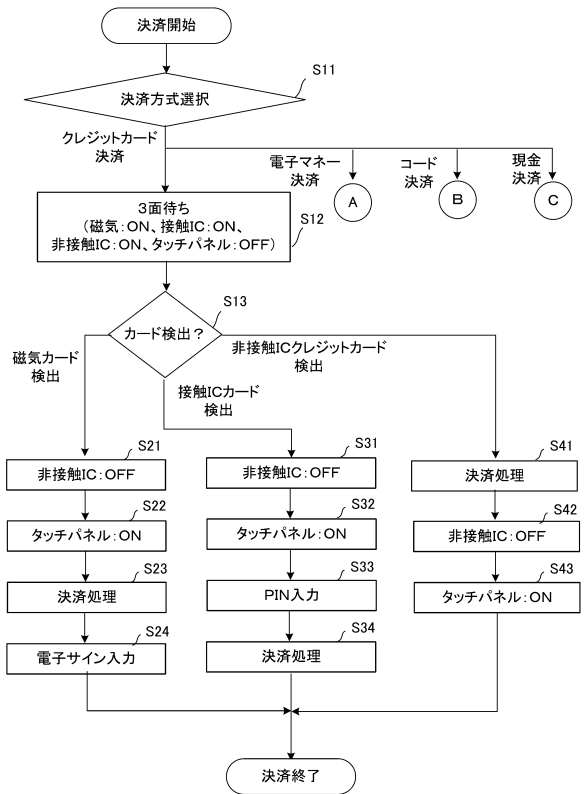 決済開始
S11
決済方式選択
クレジットカード
決済
電子マネー
決済
コード
決済
現金
決済
A
B
C
3面待ち
（磁気：ON、接触IC：ON、
非接触IC：ON、タッチパネル：OFF）
S12
S13
カード検出？
磁気カード
検出
接触ICカード
検出
非接触ICクレジットカード
検出
S21
非接触IC：OFF
S22
タッチパネル：ON
S23
決済処理
S24
電子サイン入力
S31
非接触IC：OFF
S32
タッチパネル：ON
S33
PIN入力
S34
決済処理
S41
決済処理
S42
非接触IC：OFF
S43
タッチパネル：ON
決済終了